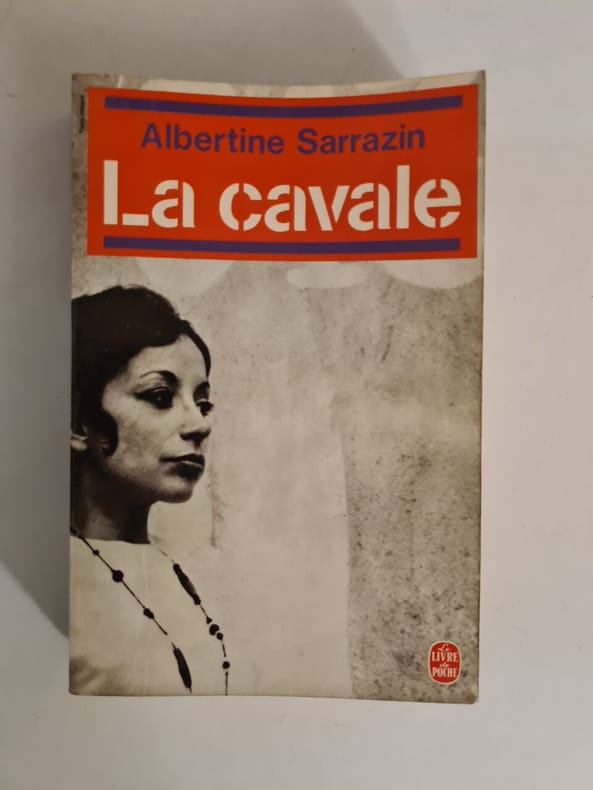 Albertine Sarrazin
La cavale
Le
LIVRE
de
POCHE